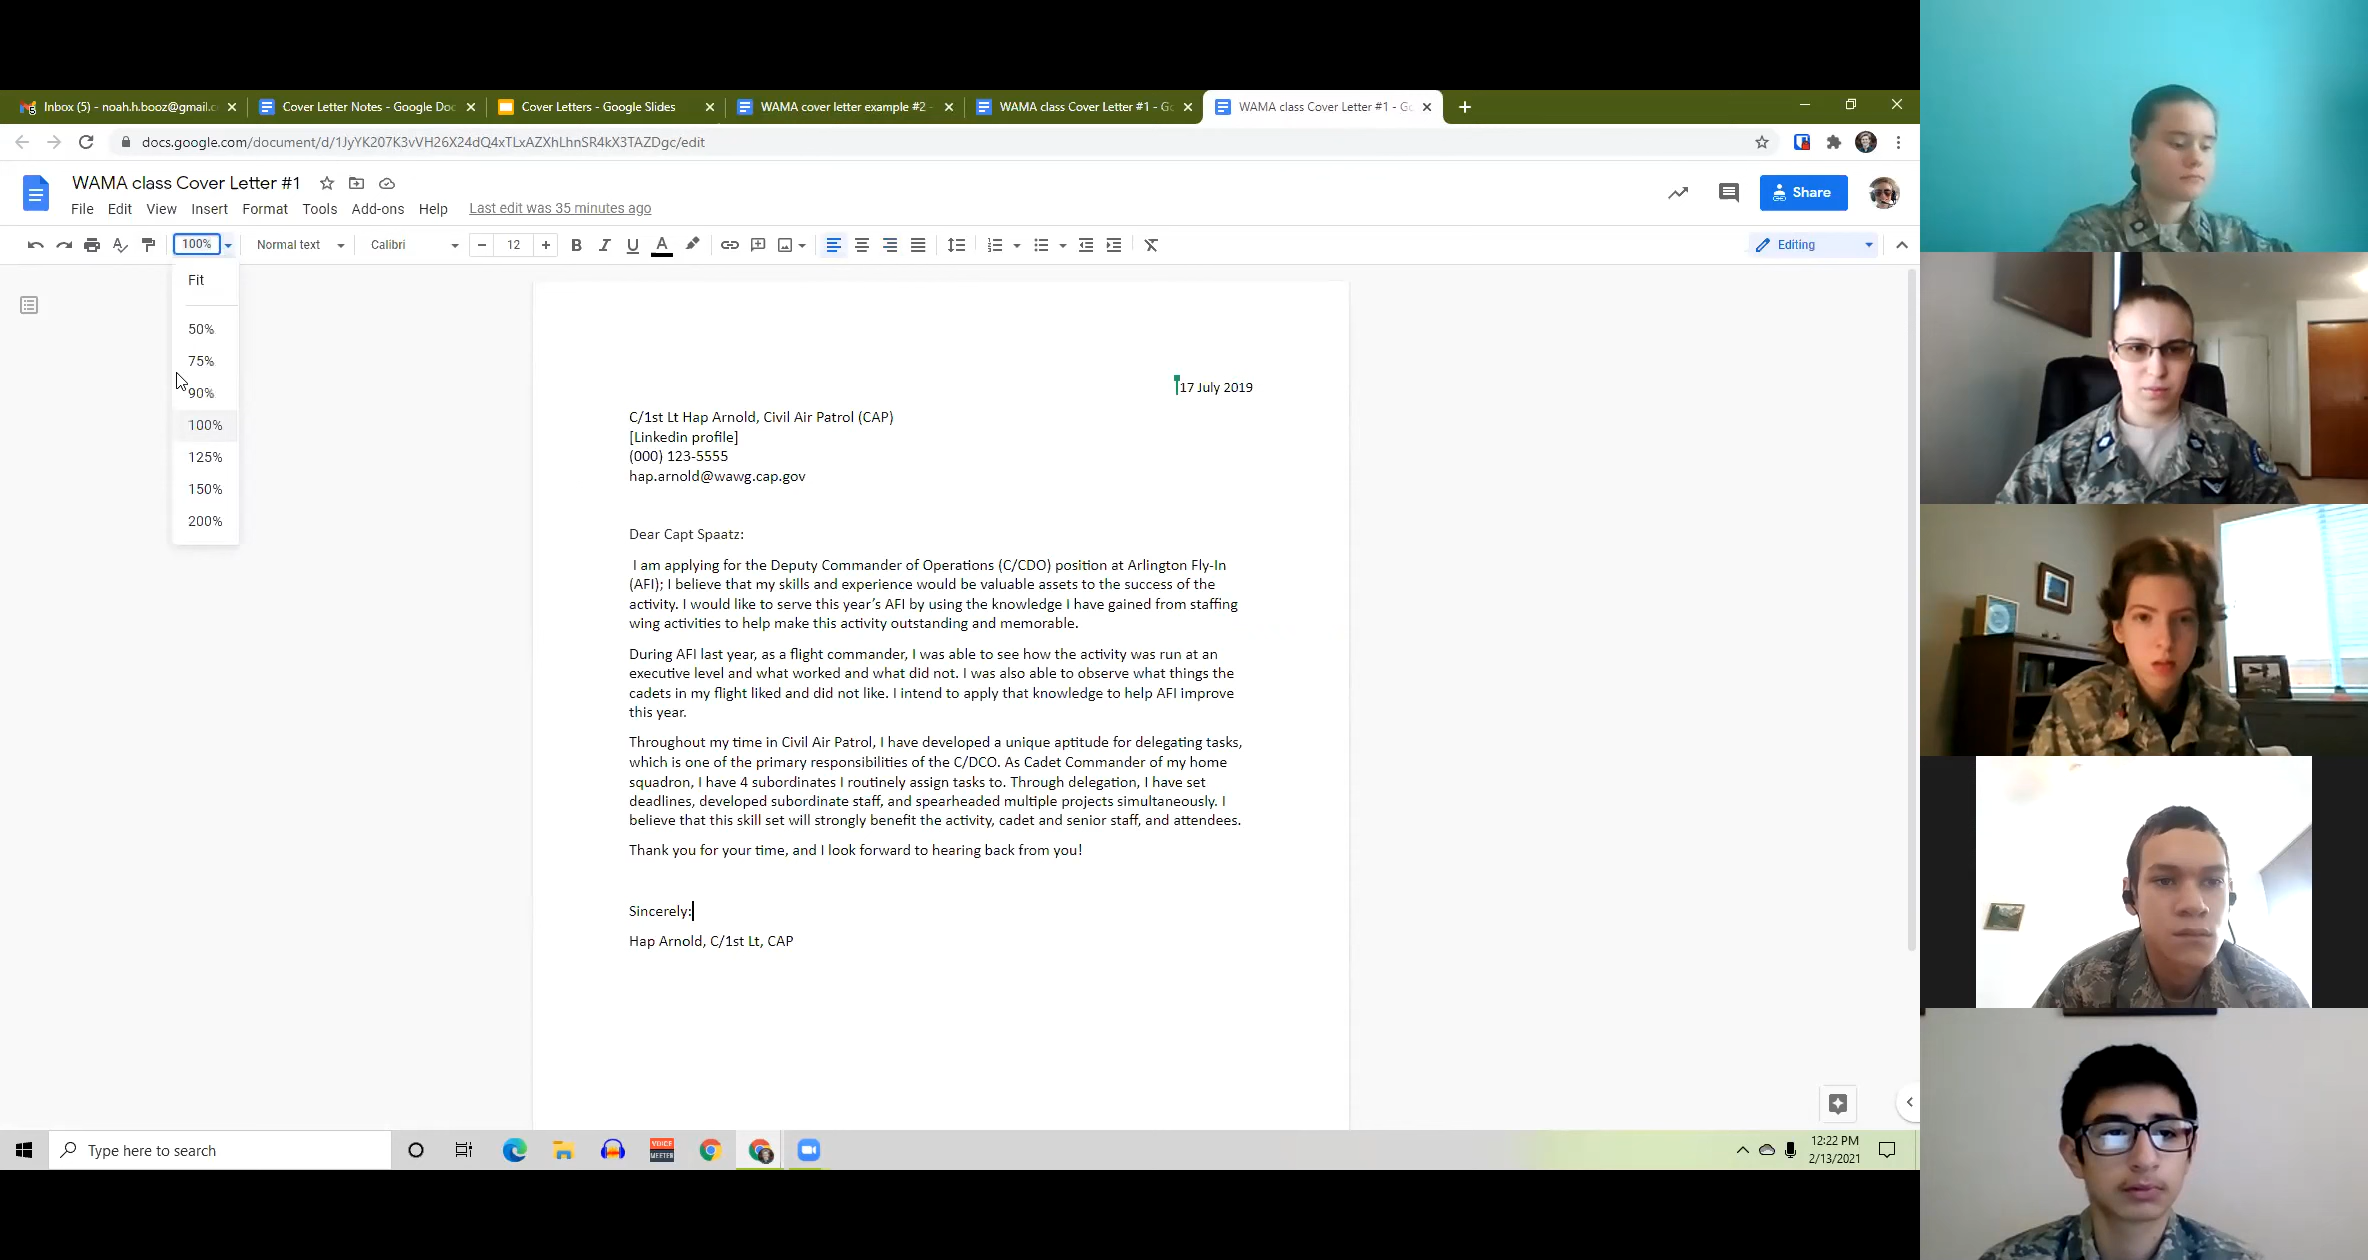 Inbox (5) - noah.h.booz@gmail.c
Cover Letter Notes - Google Doc
Cover Letters - Google Slides
WAMA cover letter example #2 -
WAMA class Cover Letter #1 - Go
WAMA class Cover Letter #1 - Go
docs.google.com/document/d/1JyYK207K3vVH26X24dQ4xTLxAZXhLhnSR4kX3TAZDgc/edit
WAMA class Cover Letter #1
Share
File Edit View Insert Format Tools Add-ons Help Last edit was 35 minutes ago
100% Normal text Calibri 12 Editing
Fit
50%
75%
90%
100%
125%
150%
200%
17 July 2019
C/1st Lt Hap Arnold, Civil Air Patrol (CAP)
[Linkedin profile]
(000) 123-5555
hap.arnold@wawg.cap.gov
Dear Capt Spaatz:
I am applying for the Deputy Commander of Operations (C/CDO) position at Arlington Fly-In
(AFI); I believe that my skills and experience would be valuable assets to the success of the
activity. I would like to serve this year’s AFI by using the knowledge I have gained from staffing
wing activities to help make this activity outstanding and memorable.
During AFI last year, as a flight commander, I was able to see how the activity was run at an
executive level and what worked and what did not. I was also able to observe what things the
cadets in my flight liked and did not like. I intend to apply that knowledge to help AFI improve
this year.
Throughout my time in Civil Air Patrol, I have developed a unique aptitude for delegating tasks,
which is one of the primary responsibilities of the C/DCO. As Cadet Commander of my home
squadron, I have 4 subordinates I routinely assign tasks to. Through delegation, I have set
deadlines, developed subordinate staff, and spearheaded multiple projects simultaneously. I
believe that this skill set will strongly benefit the activity, cadet and senior staff, and attendees.
Thank you for your time, and I look forward to hearing back from you!
Sincerely:
Hap Arnold, C/1st Lt, CAP
Type here to search
VOICE
MEETER
12:22 PM
2/13/2021